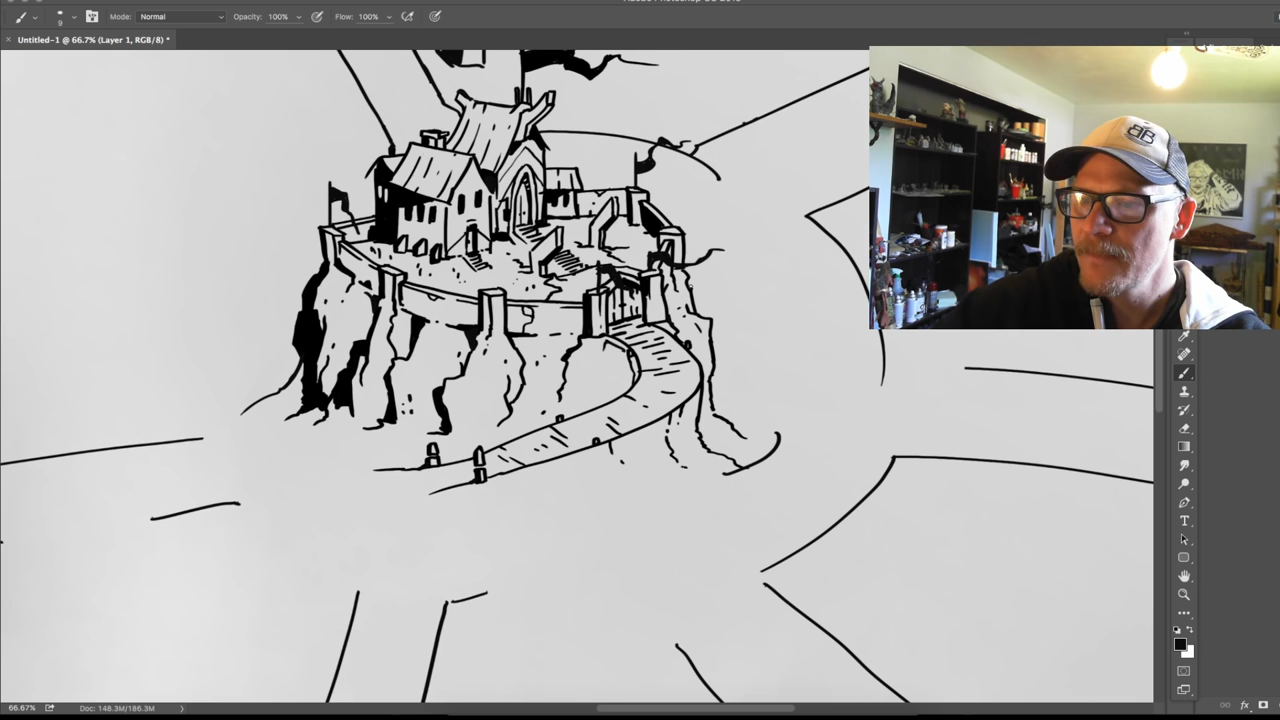 9
Mode: Normal
Opacity: 100%
Flow: 100%
Untitled-1 @ 66.7% (Layer 1, RGB/8) *
66.67%
Doc: 148.3M/186.3M